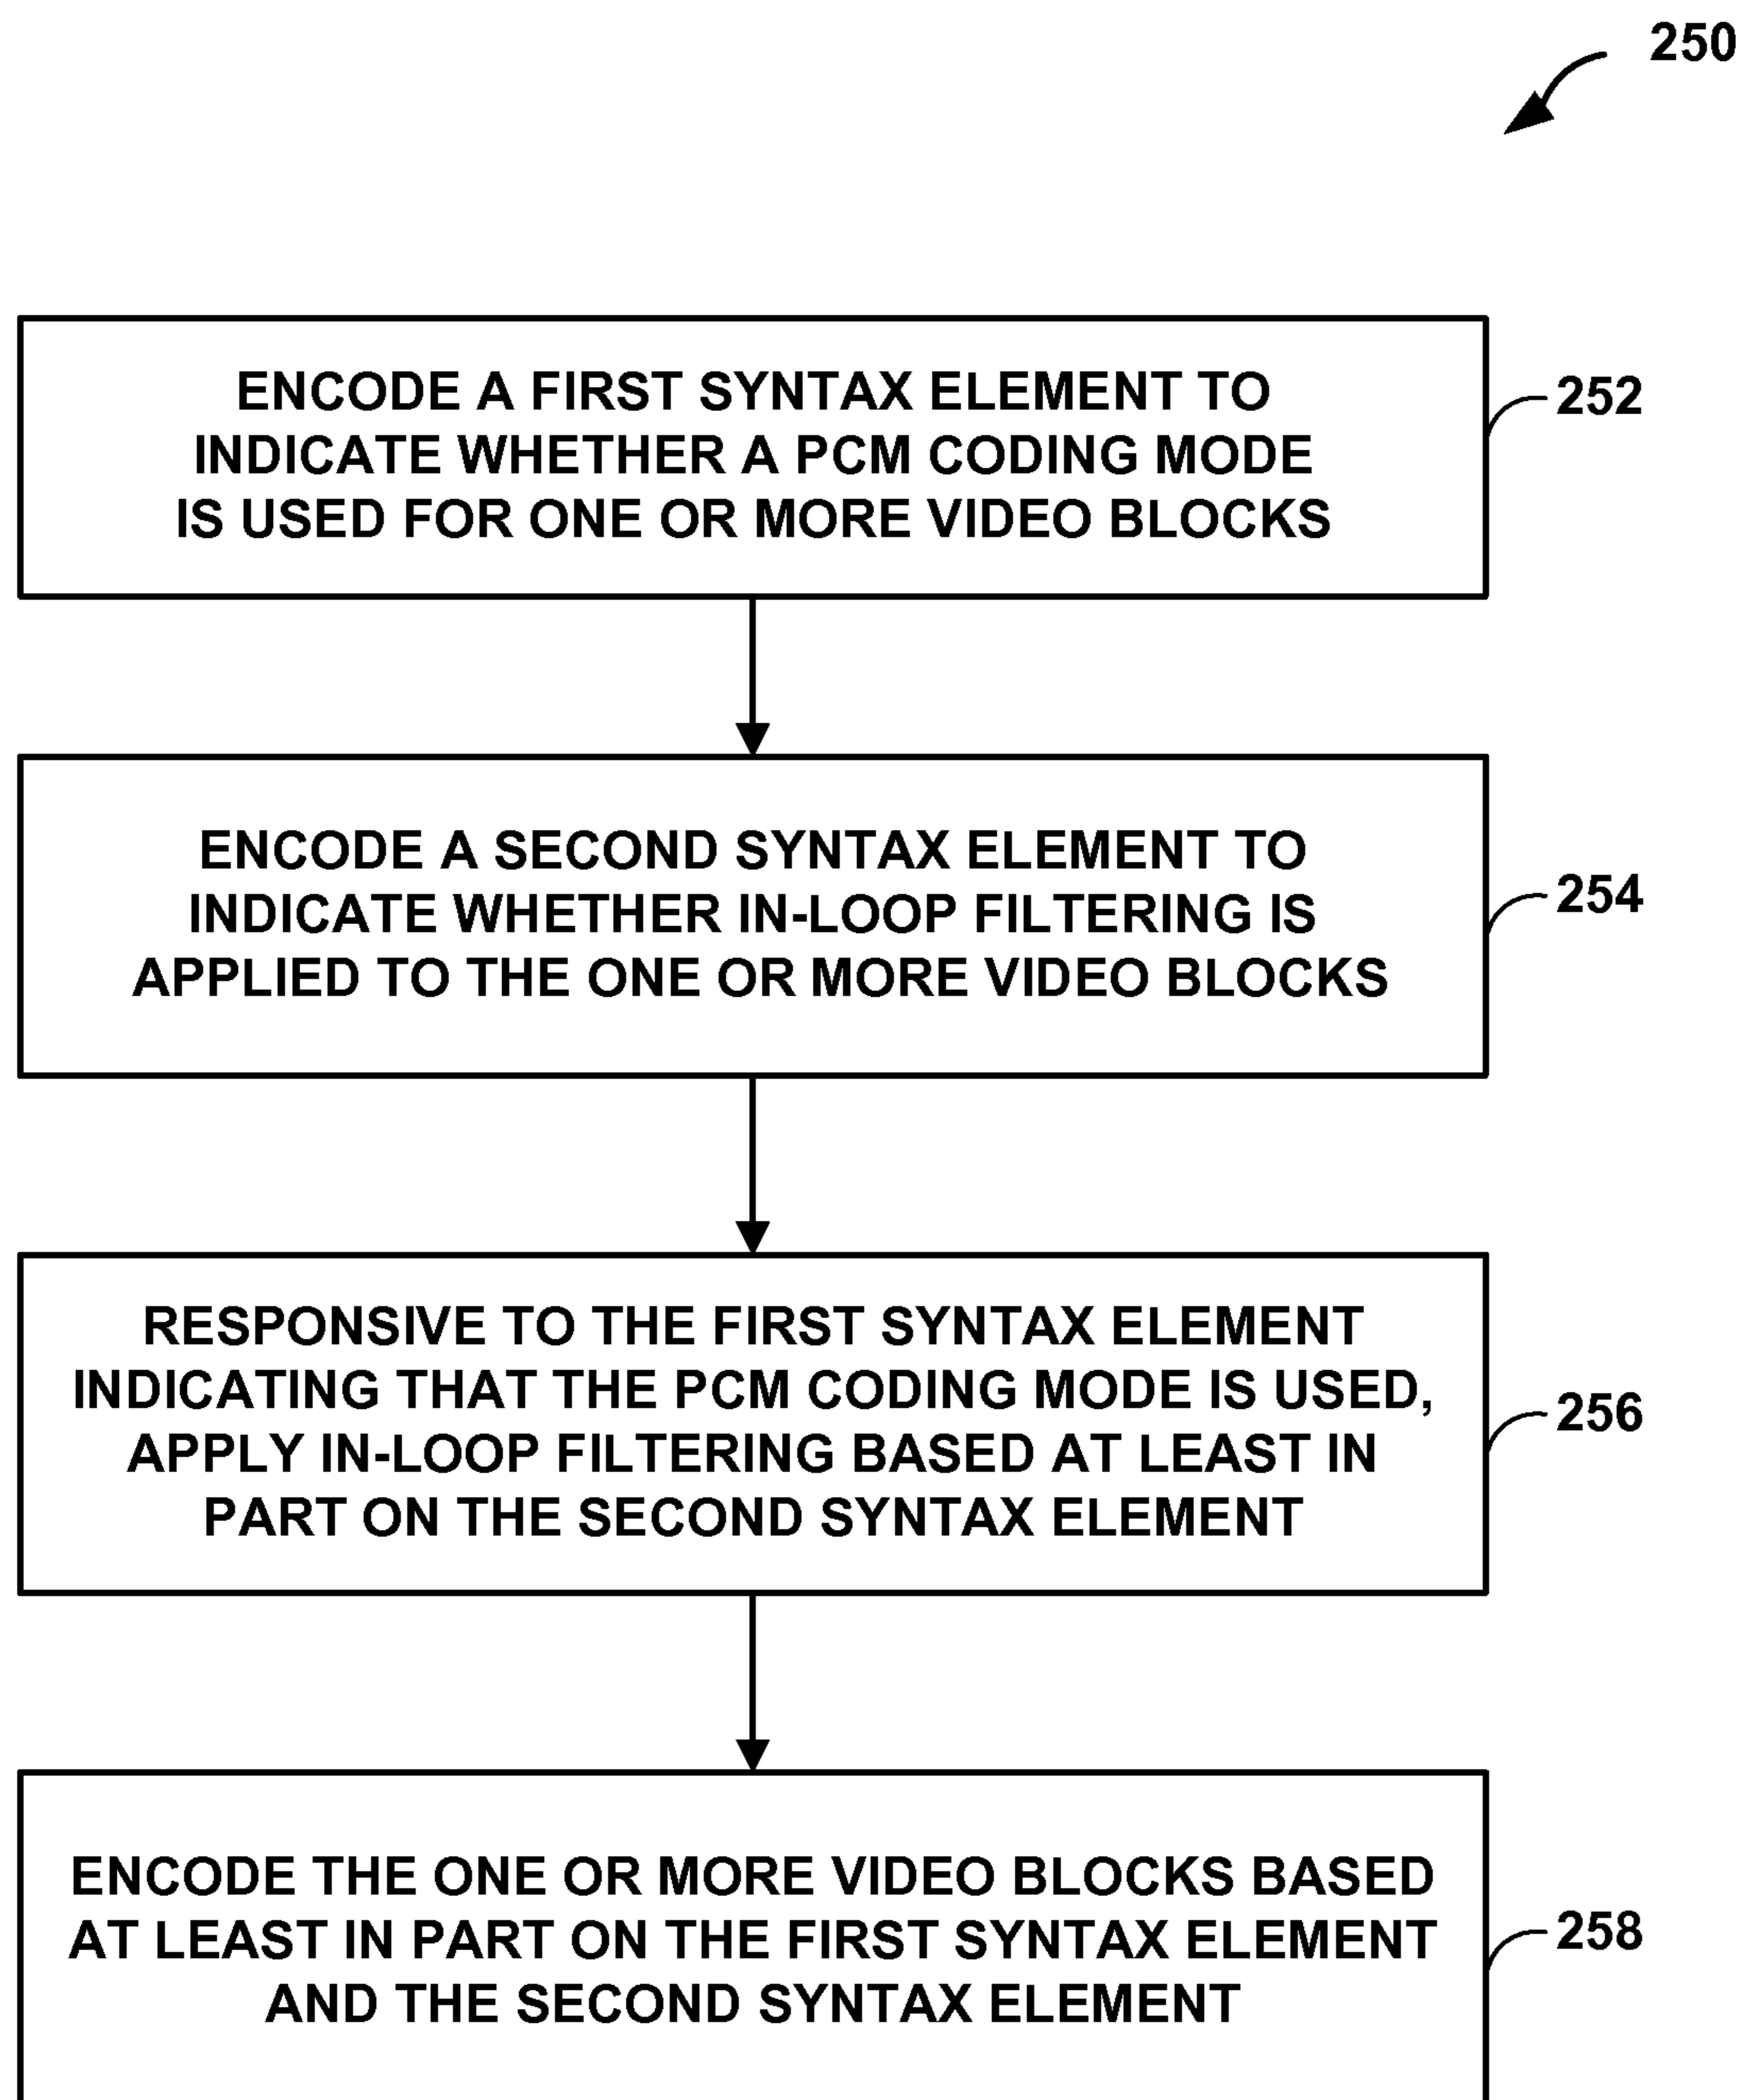 250
ENCODE A FIRST SYNTAX ELEMENT TO
INDICATE WHETHER A PCM CODING MODE
IS USED FOR ONE OR MORE VIDEO BLOCKS
252
ENCODE A SECOND SYNTAX ELEMENT TO
INDICATE WHETHER IN-LOOP FILTERING IS
APPLIED TO THE ONE OR MORE VIDEO BLOCKS
254
RESPONSIVE TO THE FIRST SYNTAX ELEMENT
INDICATING THAT THE PCM CODING MODE IS USED,
APPLY IN-LOOP FILTERING BASED AT LEAST IN
PART ON THE SECOND SYNTAX ELEMENT
256
ENCODE THE ONE OR MORE VIDEO BLOCKS BASED
AT LEAST IN PART ON THE FIRST SYNTAX ELEMENT
AND THE SECOND SYNTAX ELEMENT
258